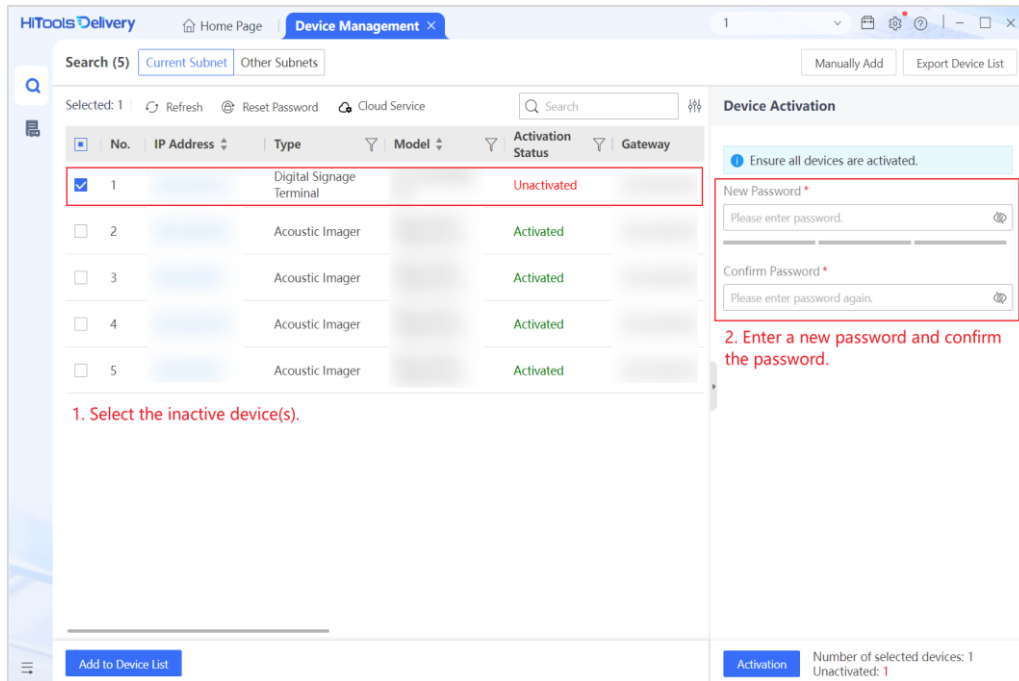 HiTools Delivery
Home Page
Device Management ×
1
Search (5) Current Subnet Other Subnets
Manually Add Export Device List
Selected: 1 Refresh Reset Password Cloud Service
Search
Device Activation
No. IP Address Type Model Activation Status Gateway
Ensure all devices are activated.
1 Digital Signage Terminal Unactivated
New Password *
Please enter password.
2 Acoustic Imager Activated
Confirm Password *
3 Acoustic Imager Activated
Please enter password again.
4 Acoustic Imager Activated
2. Enter a new password and confirm
the password.
5 Acoustic Imager Activated
1. Select the inactive device(s).
Add to Device List
Activation
Number of selected devices: 1
Unactivated: 1